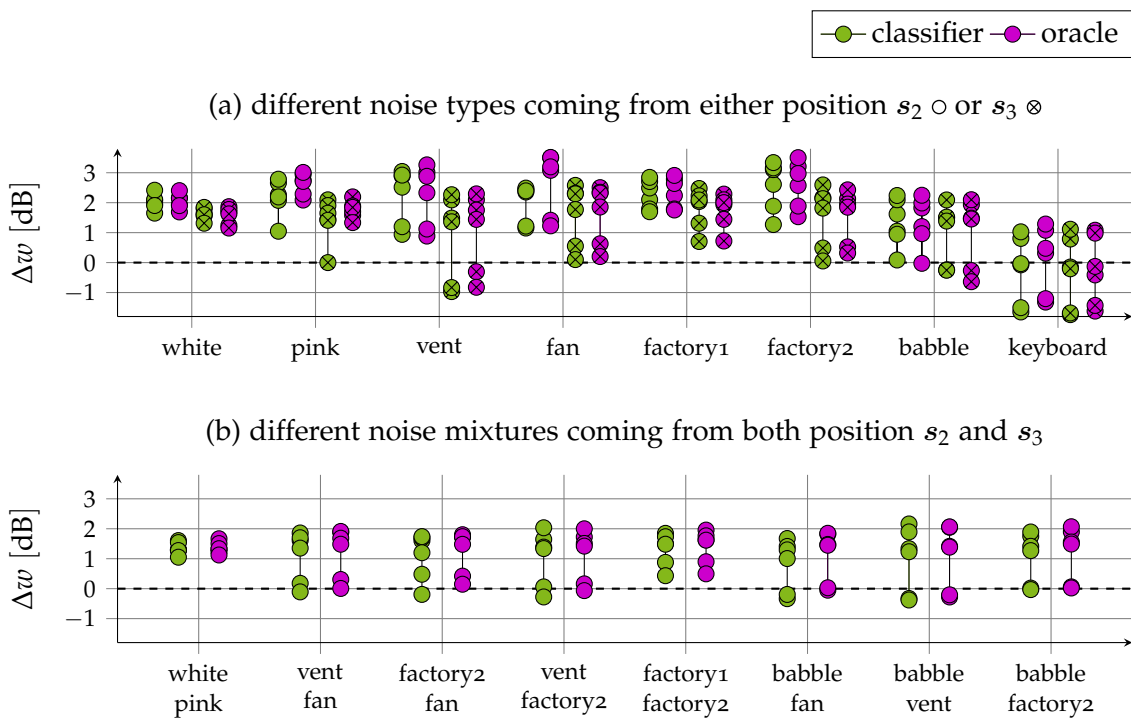 classifier oracle
(a) different noise types coming from either position s₂ ○ or s₃ ⊗
Δw [dB]
3
2
1
0
−1
white pink vent fan factory1 factory2 babble keyboard
(b) different noise mixtures coming from both position s₂ and s₃
Δw [dB]
3
2
1
0
−1
white vent factory2 vent factory1 babble babble babble
pink fan fan factory2 factory2 fan vent factory2